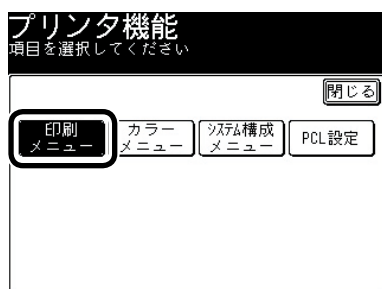 プリンタ機能
項目を選択してください
閉じる
印刷
メニュー
カラー
メニュー
システム構成
メニュー
PCL設定